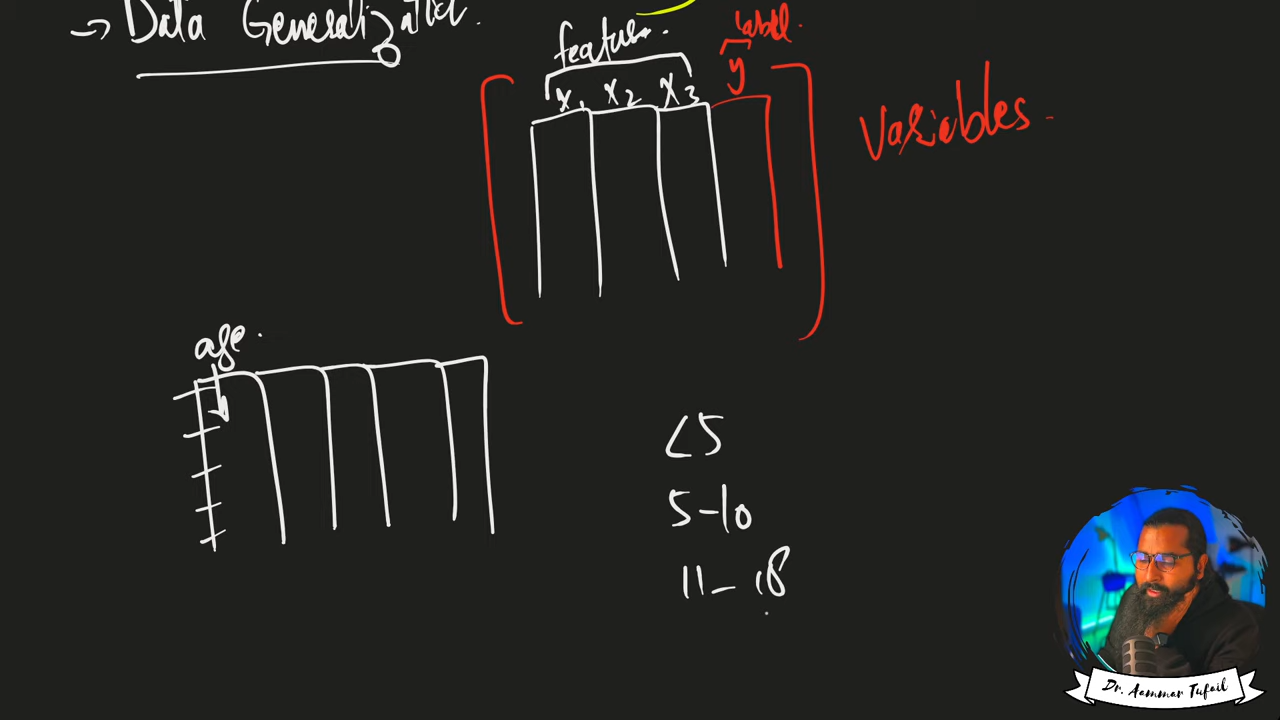 → Data Generalization.
features.
label.
x1 x2 x3 y
Variables.
age.
<5
5-10
11-18
Dr. Aammar Tufail